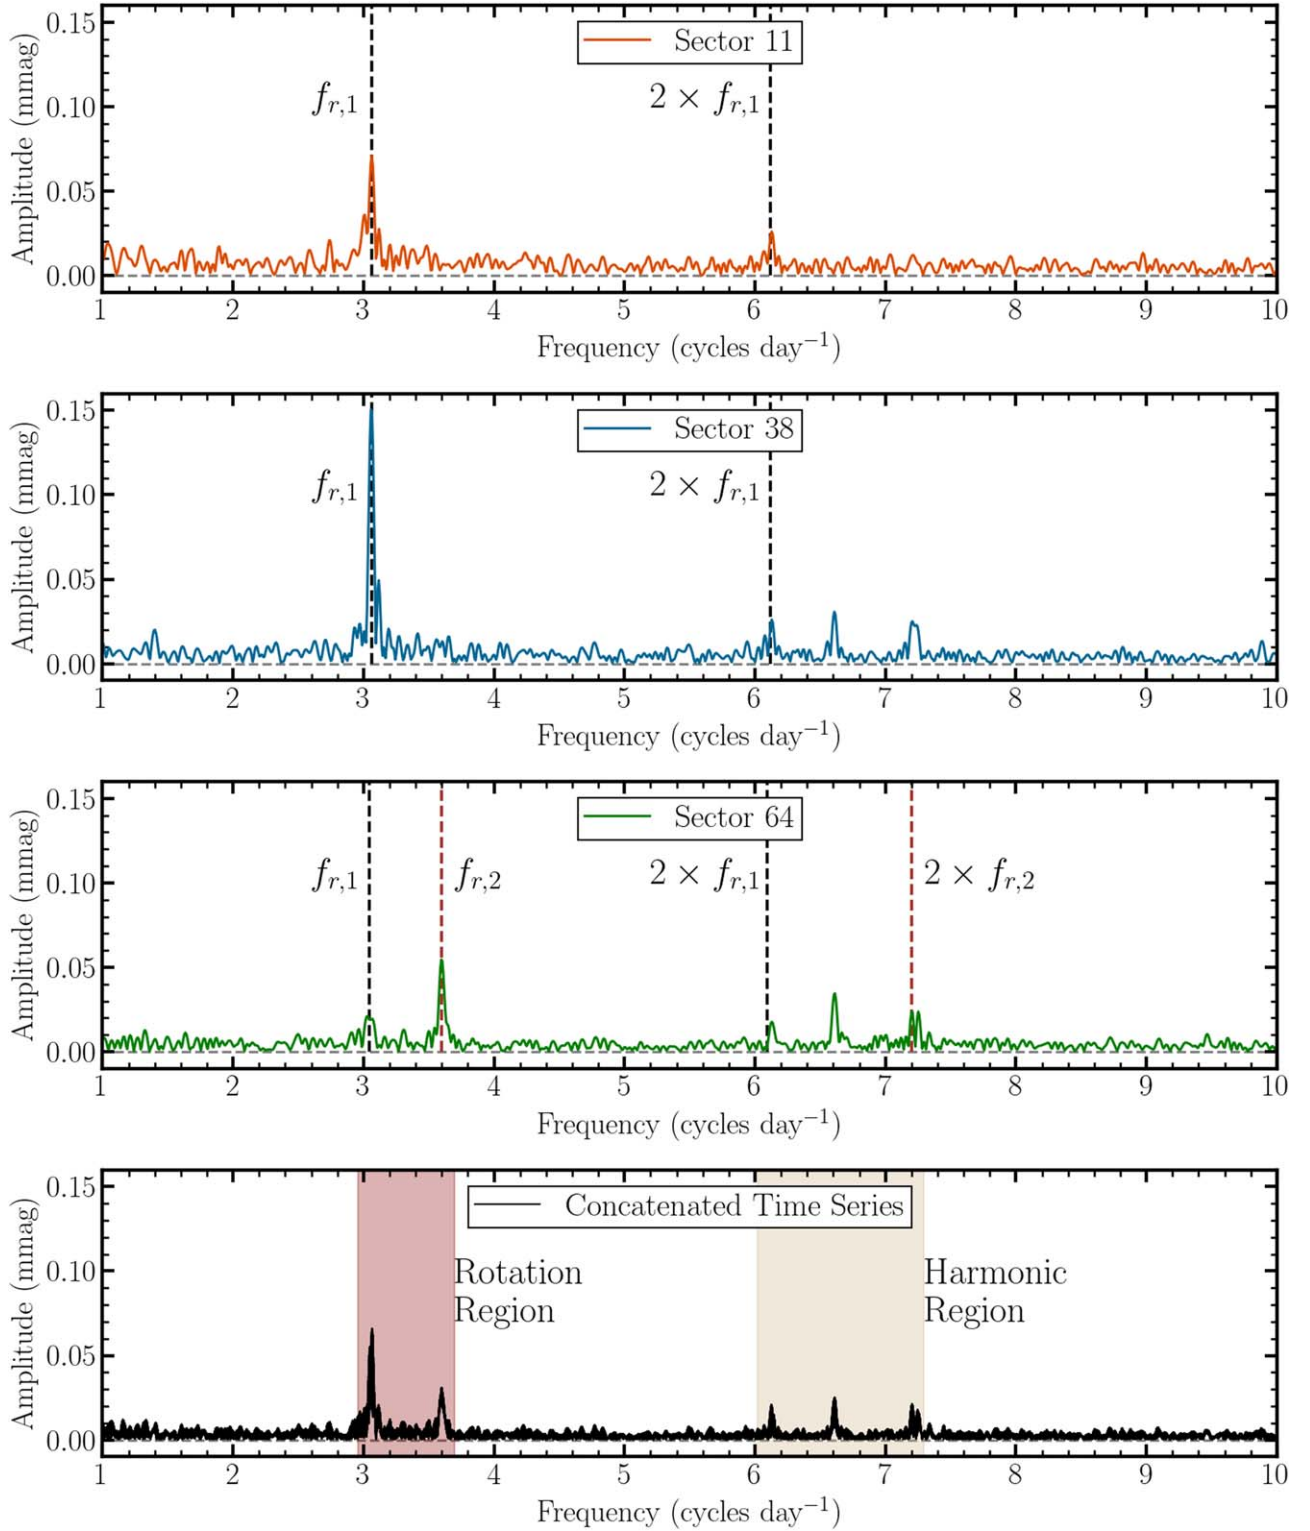 0.15
0.10
0.05
0.00
Amplitude (mmag)
Sector 11
f_{r,1}
2 × f_{r,1}
1 2 3 4 5 6 7 8 9 10
Frequency (cycles day⁻¹)
0.15
0.10
0.05
0.00
Amplitude (mmag)
Sector 38
f_{r,1}
2 × f_{r,1}
1 2 3 4 5 6 7 8 9 10
Frequency (cycles day⁻¹)
0.15
0.10
0.05
0.00
Amplitude (mmag)
Sector 64
f_{r,1}
f_{r,2}
2 × f_{r,1}
2 × f_{r,2}
1 2 3 4 5 6 7 8 9 10
Frequency (cycles day⁻¹)
0.15
0.10
0.05
0.00
Amplitude (mmag)
Concatenated Time Series
Rotation
Region
Harmonic
Region
1 2 3 4 5 6 7 8 9 10
Frequency (cycles day⁻¹)